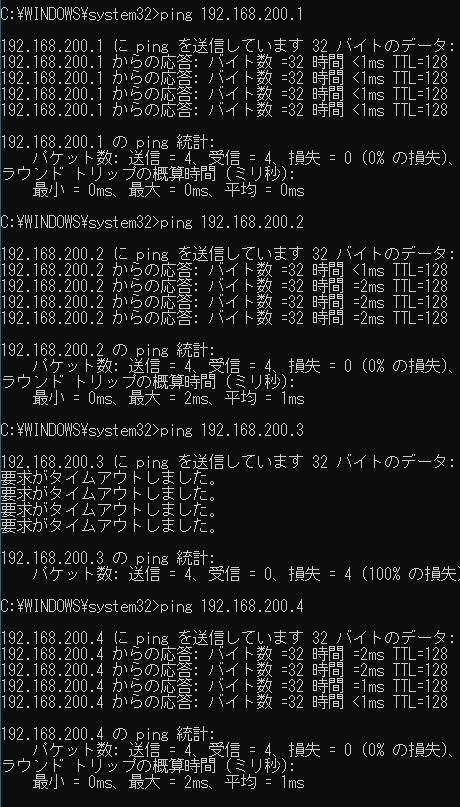 C:¥WINDOWS¥system32>ping 192.168.200.1
192.168.200.1 に ping を送信しています 32 バイトのデータ:
192.168.200.1 からの応答: バイト数 =32 時間 <1ms TTL=128
192.168.200.1 からの応答: バイト数 =32 時間 <1ms TTL=128
192.168.200.1 からの応答: バイト数 =32 時間 <1ms TTL=128
192.168.200.1 からの応答: バイト数 =32 時間 <1ms TTL=128
192.168.200.1 の ping 統計:
パケット数: 送信 = 4、受信 = 4、損失 = 0 (0% の損失)、
ラウンド トリップの概算時間 (ミリ秒):
最小 = 0ms、最大 = 0ms、平均 = 0ms
C:¥WINDOWS¥system32>ping 192.168.200.2
192.168.200.2 に ping を送信しています 32 バイトのデータ:
192.168.200.2 からの応答: バイト数 =32 時間 <1ms TTL=128
192.168.200.2 からの応答: バイト数 =32 時間 =2ms TTL=128
192.168.200.2 からの応答: バイト数 =32 時間 =2ms TTL=128
192.168.200.2 からの応答: バイト数 =32 時間 =2ms TTL=128
192.168.200.2 の ping 統計:
パケット数: 送信 = 4、受信 = 4、損失 = 0 (0% の損失)、
ラウンド トリップの概算時間 (ミリ秒):
最小 = 0ms、最大 = 2ms、平均 = 1ms
C:¥WINDOWS¥system32>ping 192.168.200.3
192.168.200.3 に ping を送信しています 32 バイトのデータ:
要求がタイムアウトしました。
要求がタイムアウトしました。
要求がタイムアウトしました。
要求がタイムアウトしました。
192.168.200.3 の ping 統計:
パケット数: 送信 = 4、受信 = 0、損失 = 4 (100% の損失)
C:¥WINDOWS¥system32>ping 192.168.200.4
192.168.200.4 に ping を送信しています 32 バイトのデータ:
192.168.200.4 からの応答: バイト数 =32 時間 =2ms TTL=128
192.168.200.4 からの応答: バイト数 =32 時間 =2ms TTL=128
192.168.200.4 からの応答: バイト数 =32 時間 =1ms TTL=128
192.168.200.4 からの応答: バイト数 =32 時間 <1ms TTL=128
192.168.200.4 の ping 統計:
パケット数: 送信 = 4、受信 = 4、損失 = 0 (0% の損失)、
ラウンド トリップの概算時間 (ミリ秒):
最小 = 0ms、最大 = 2ms、平均 = 1ms